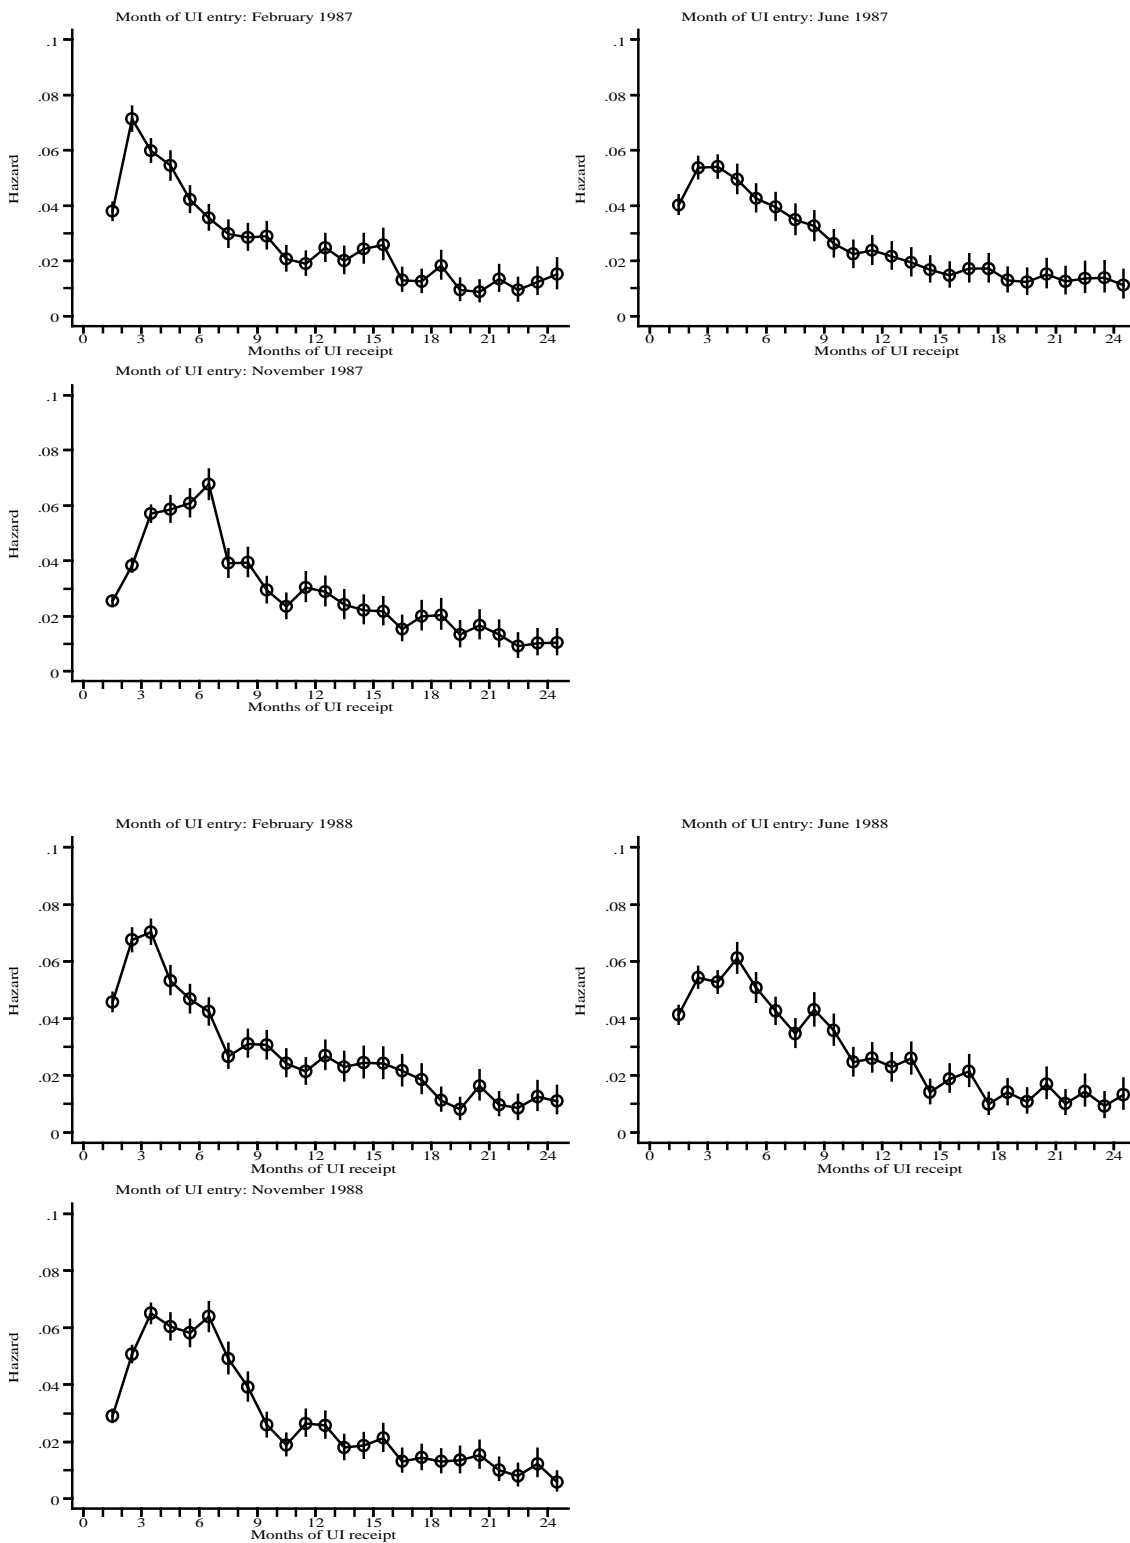 Month of UI entry: February 1987
.1
.08
.06
.04
.02
0
Hazard
0 3 6 9 12 15 18 21 24
Months of UI receipt
Month of UI entry: June 1987
.1
.08
.06
.04
.02
0
Hazard
0 3 6 9 12 15 18 21 24
Months of UI receipt
Month of UI entry: November 1987
.1
.08
.06
.04
.02
0
Hazard
0 3 6 9 12 15 18 21 24
Months of UI receipt
Month of UI entry: February 1988
.1
.08
.06
.04
.02
0
Hazard
0 3 6 9 12 15 18 21 24
Months of UI receipt
Month of UI entry: June 1988
.1
.08
.06
.04
.02
0
Hazard
0 3 6 9 12 15 18 21 24
Months of UI receipt
Month of UI entry: November 1988
.1
.08
.06
.04
.02
0
Hazard
0 3 6 9 12 15 18 21 24
Months of UI receipt